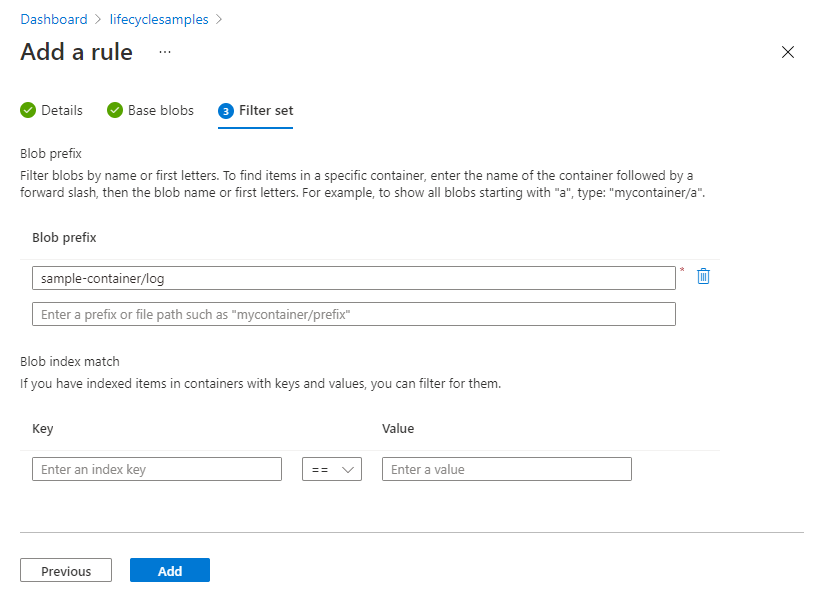 Dashboard > lifecyclesamples >
Add a rule ...
Details Base blobs 3 Filter set
Blob prefix
Filter blobs by name or first letters. To find items in a specific container, enter the name of the container followed by a
forward slash, then the blob name or first letters. For example, to show all blobs starting with "a", type: "mycontainer/a".
Blob prefix
sample-container/log *
Enter a prefix or file path such as "mycontainer/prefix"
Blob index match
If you have indexed items in containers with keys and values, you can filter for them.
Key Value
Enter an index key == Enter a value
Previous Add